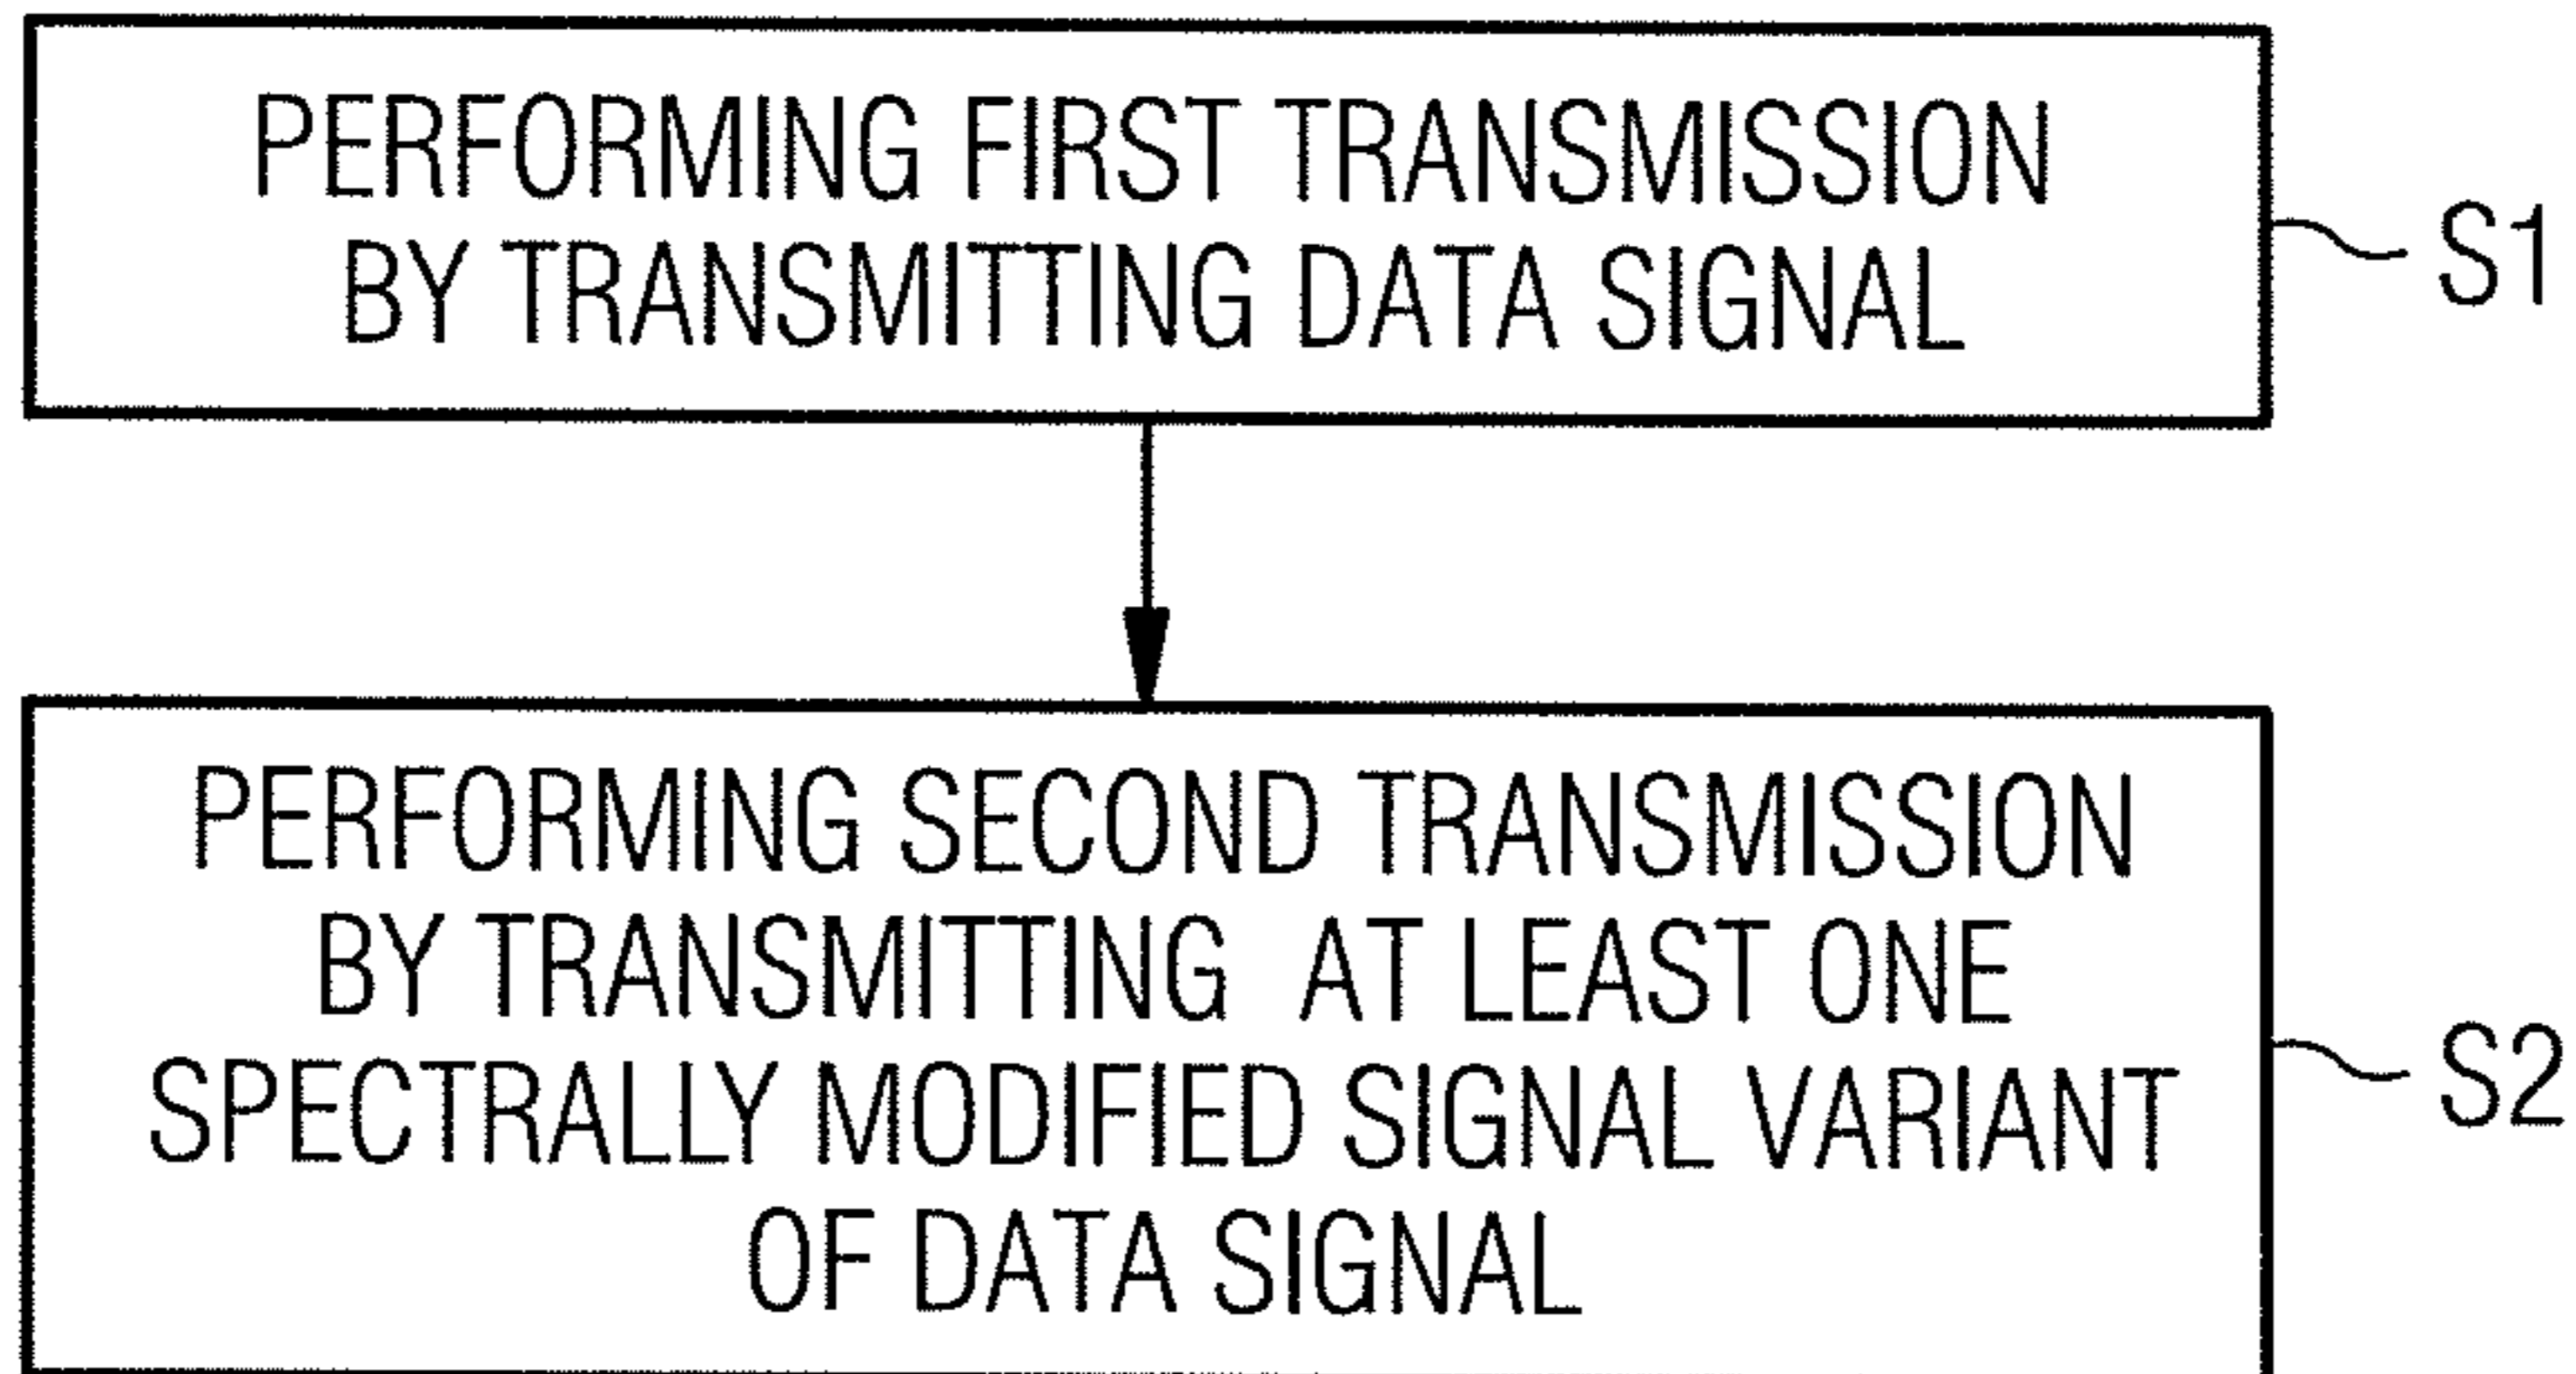 PERFORMING FIRST TRANSMISSION
BY TRANSMITTING DATA SIGNAL
S1
PERFORMING SECOND TRANSMISSION
BY TRANSMITTING AT LEAST ONE
SPECTRALLY MODIFIED SIGNAL VARIANT
OF DATA SIGNAL
S2